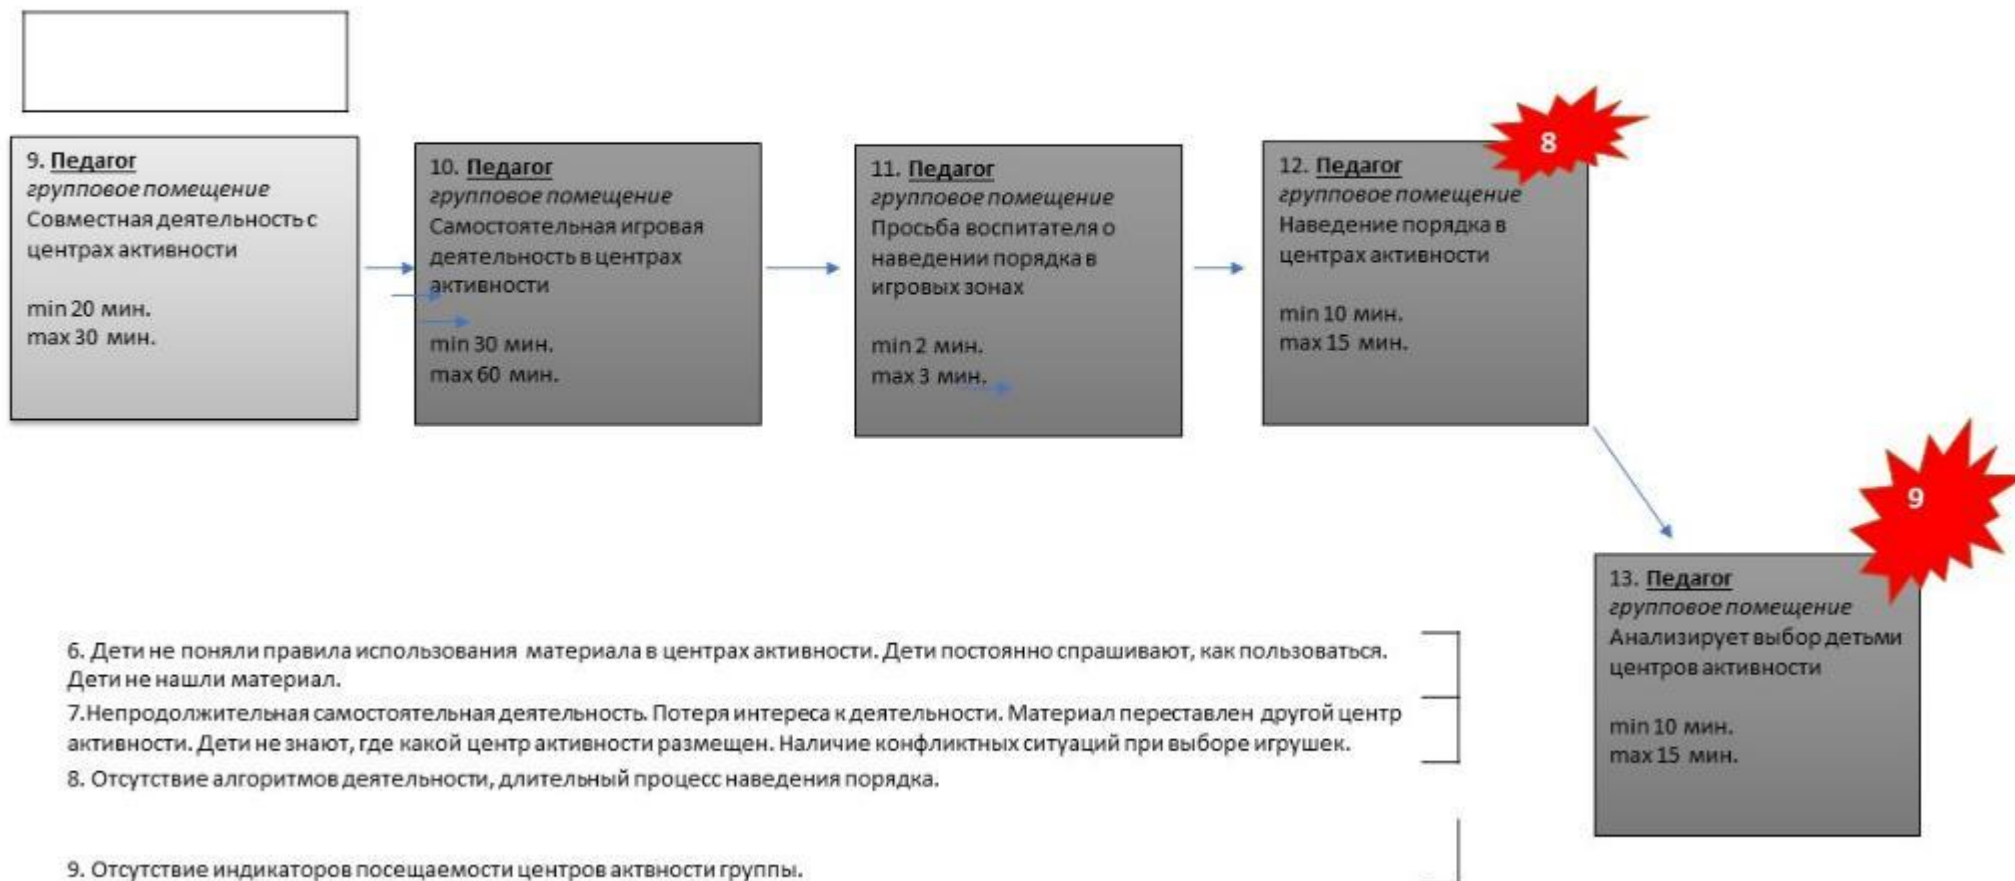 9. Педагог
групповое помещение
Совместная деятельность с
центрах активности
min 20 мин.
max 30 мин.
10. Педагог
групповое помещение
Самостоятельная игровая
деятельность в центрах
активности
min 30 мин.
max 60 мин.
11. Педагог
групповое помещение
Просьба воспитателя о
наведении порядка в
игровых зонах
min 2 мин.
max 3 мин.
12. Педагог
групповое помещение
Наведение порядка в
центрах активности
min 10 мин.
max 15 мин.
8
9
13. Педагог
групповое помещение
Анализирует выбор детьми
центров активности
min 10 мин.
max 15 мин.
6. Дети не поняли правила использования материала в центрах активности. Дети постоянно спрашивают, как пользоваться.
Дети не нашли материал.
7.Непродолжительная самостоятельная деятельность. Потеря интереса к деятельности. Материал переставлен другой центр
активности. Дети не знают, где какой центр активности размещен. Наличие конфликтных ситуаций при выборе игрушек.
8. Отсутствие алгоритмов деятельности, длительный процесс наведения порядка.
9. Отсутствие индикаторов посещаемости центров актвности группы.